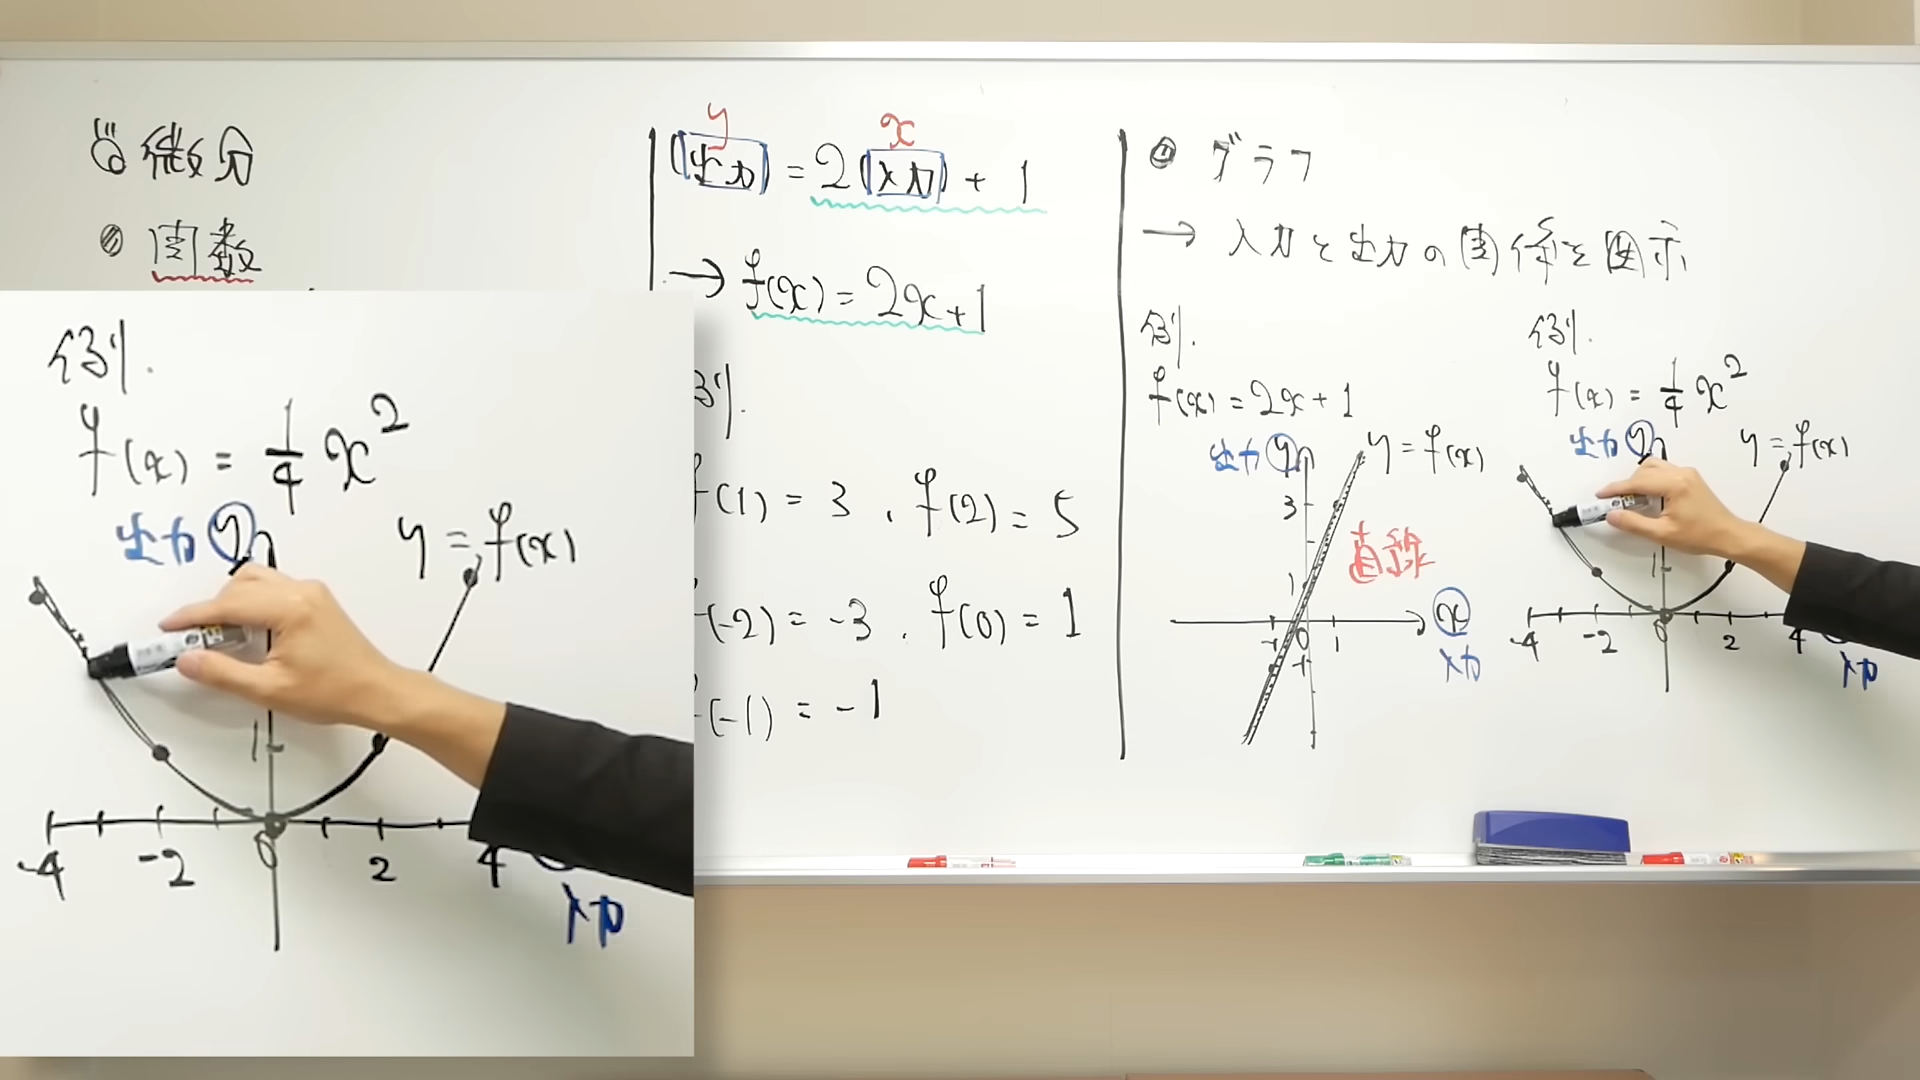 微分
関数
y x
(出力) = 2(入力) + 1
→ f(x) = 2x+1
例.
f(1) = 3 , f(2) = 5
f(-2) = -3 , f(0) = 1
f(-1) = -1
グラフ
→ 入力と出力の関係を図示
例.
f(x) = 2x + 1
出力 y
y = f(x)
3
直線
1
x
-1 0 1
入力
-1
例.
f(x) = 1/4 x²
出力 y
y = f(x)
1
-4 -2 0 2 4
入力
例.
f(x) = 1/4 x²
出力 y
y = f(x)
1
-4 -2 0 2 4
入力